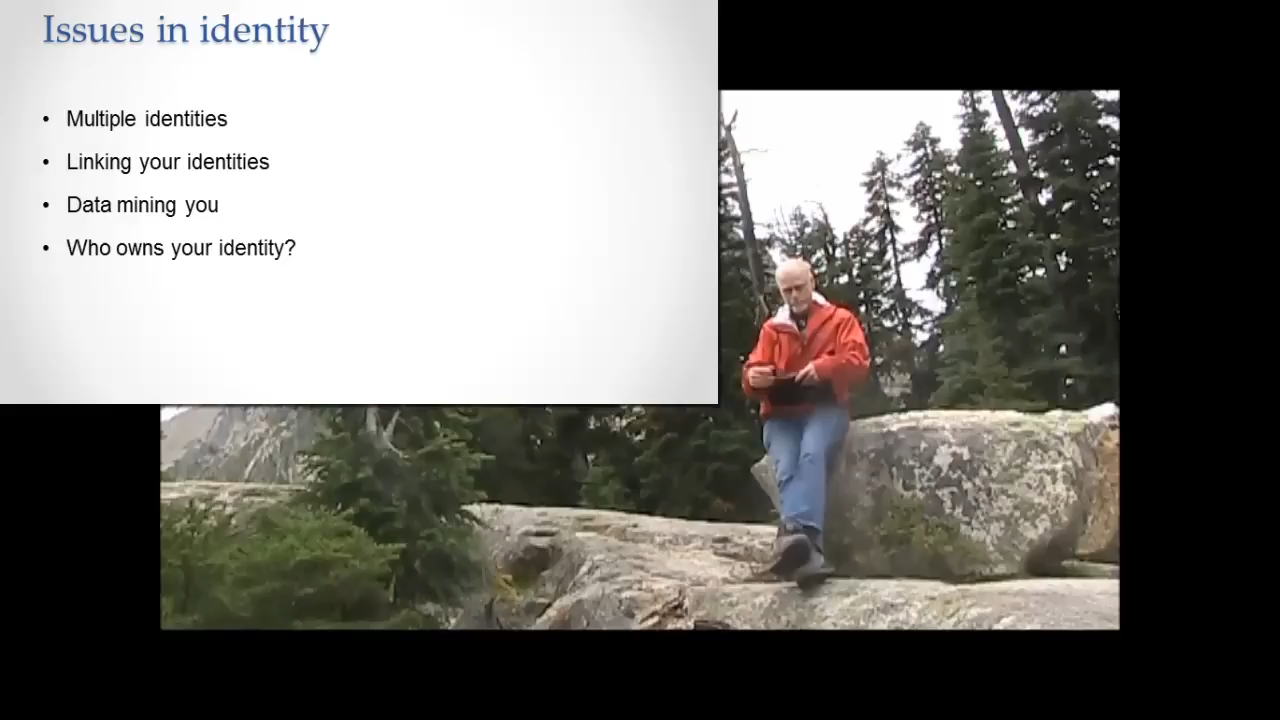 Issues in identity
• Multiple identities
• Linking your identities
• Data mining you
• Who owns your identity?